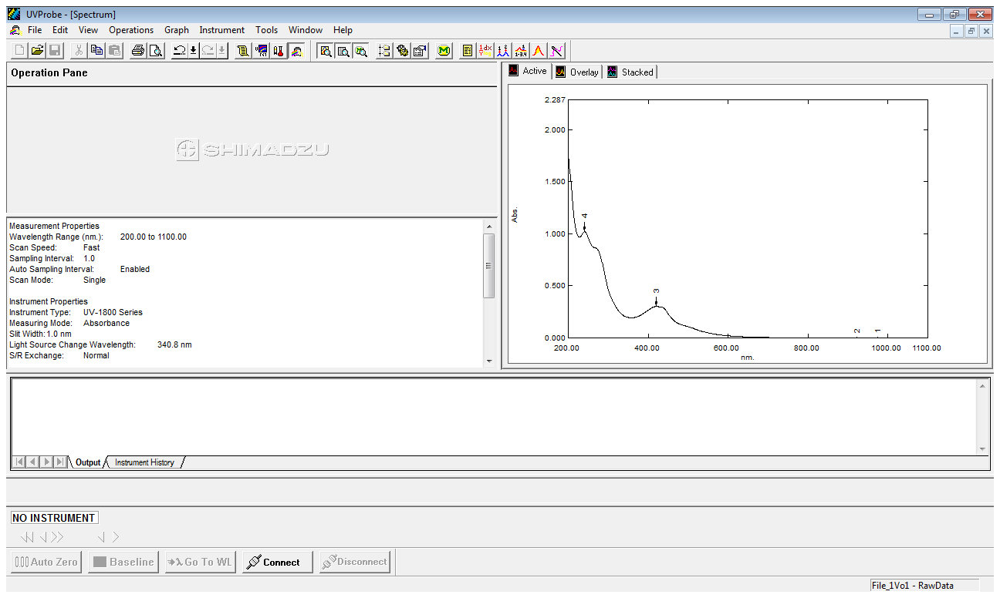 UVProbe - [Spectrum]
File Edit View Operations Graph Instrument Tools Window Help
Operation Pane
SHIMADZU
Measurement Properties
Wavelength Range (nm.): 200.00 to 1100.00
Scan Speed: Fast
Sampling Interval: 1.0
Auto Sampling Interval: Enabled
Scan Mode: Single
Instrument Properties
Instrument Type: UV-1800 Series
Measuring Mode: Absorbance
Slit Width: 1.0 nm
Light Source Change Wavelength: 340.8 nm
S/R Exchange: Normal
Active Overlay Stacked
2.287
2.000
1.500
1.000
0.500
0.000
Abs.
4
3
2
1
200.00 400.00 600.00 800.00 1000.00 1100.00
nm.
Output Instrument History
NO INSTRUMENT
Auto Zero Baseline Go To WL Connect Disconnect
File_1Vo1 - RawData